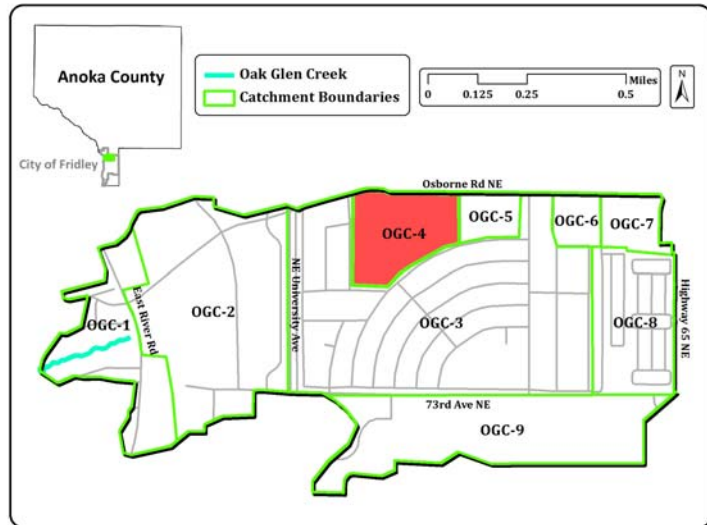 Anoka County
City of Fridley
Oak Glen Creek
Catchment Boundaries
Miles
0 0.125 0.25 0.5
N
Osborne Rd NE
OGC-4
OGC-5
OGC-6
OGC-7
OGC-1
East River Rd
OGC-2
NE University Ave
OGC-3
OGC-8
Highway 65 NE
73rd Ave NE
OGC-9